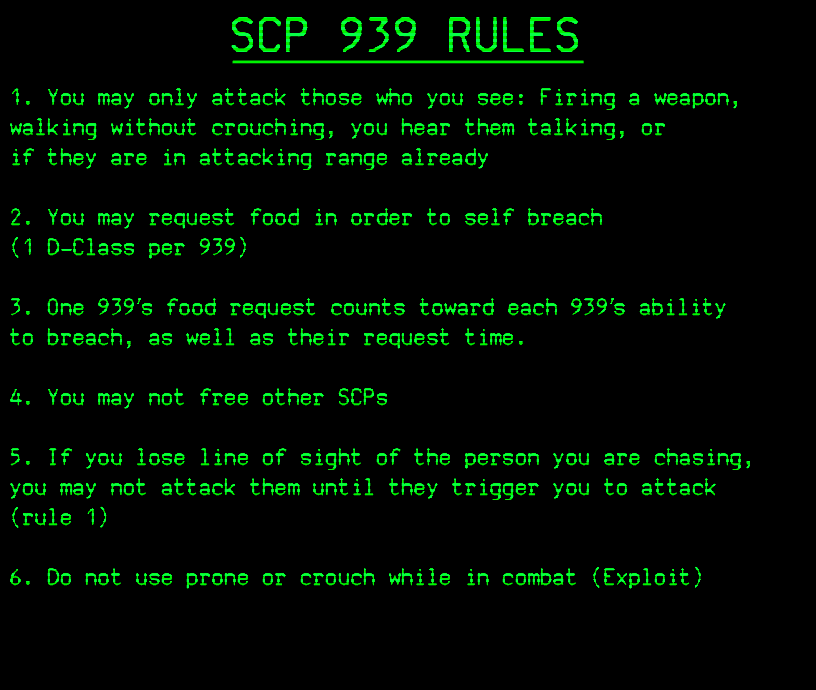 SCP 939 RULES
1. You may only attack those who you see: Firing a weapon,
walking without crouching, you hear them talking, or
if they are in attacking range already
2. You may request food in order to self breach
(1 D-Class per 939)
3. One 939's food request counts toward each 939's ability
to breach, as well as their request time.
4. You may not free other SCPs
5. If you lose line of sight of the person you are chasing,
you may not attack them until they trigger you to attack
(rule 1)
6. Do not use prone or crouch while in combat (Exploit)